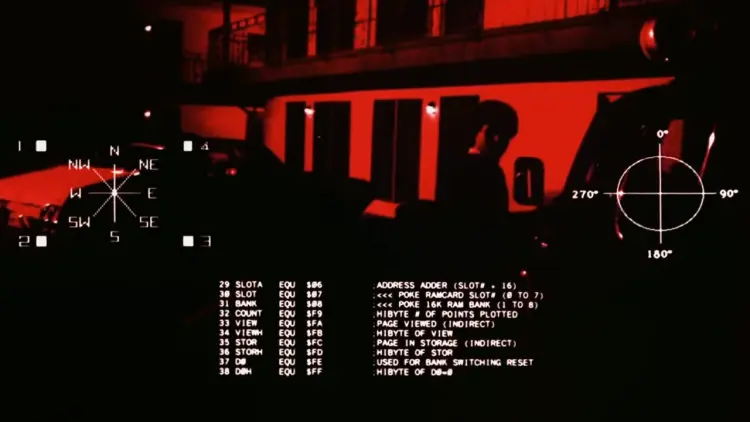 1
4
N
NW NE
W E
SW SE
S
2
3
0°
270° 90°
180°
29 SLOTA EQU $06 ;ADDRESS ADDER (SLOT# * 16)
30 SLOT EQU $07 ;<<< POKE RAMCARD SLOT# (0 TO 7)
31 BANK EQU $08 ;<<< POKE 16K RAM BANK (1 TO 8)
32 COUNT EQU $F9 ;HIBYTE # OF POINTS PLOTTED
33 VIEW EQU $FA ;PAGE VIEWED (INDIRECT)
34 VIEWH EQU $FB ;HIBYTE OF VIEW
35 STOR EQU $FC ;PAGE IN STORAGE (INDIRECT)
36 STORH EQU $FD ;HIBYTE OF STOR
37 D0 EQU $FE ;USED FOR BANK SWITCHING RESET
38 D0H EQU $FF ;HIBYTE OF D0=0